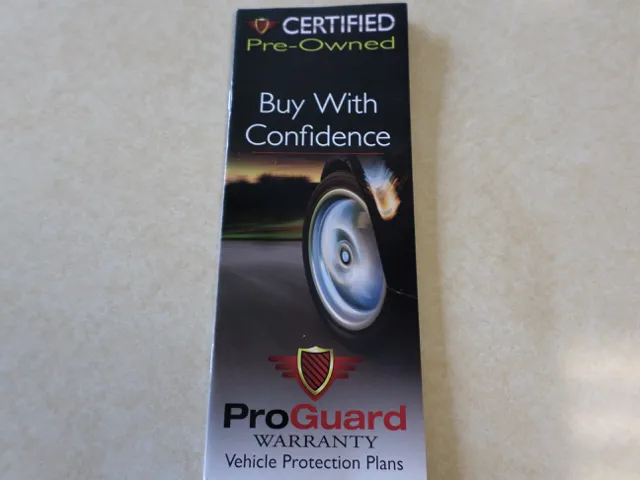 CERTIFIED
Pre-Owned
Buy With
Confidence
ProGuard
WARRANTY
Vehicle Protection Plans